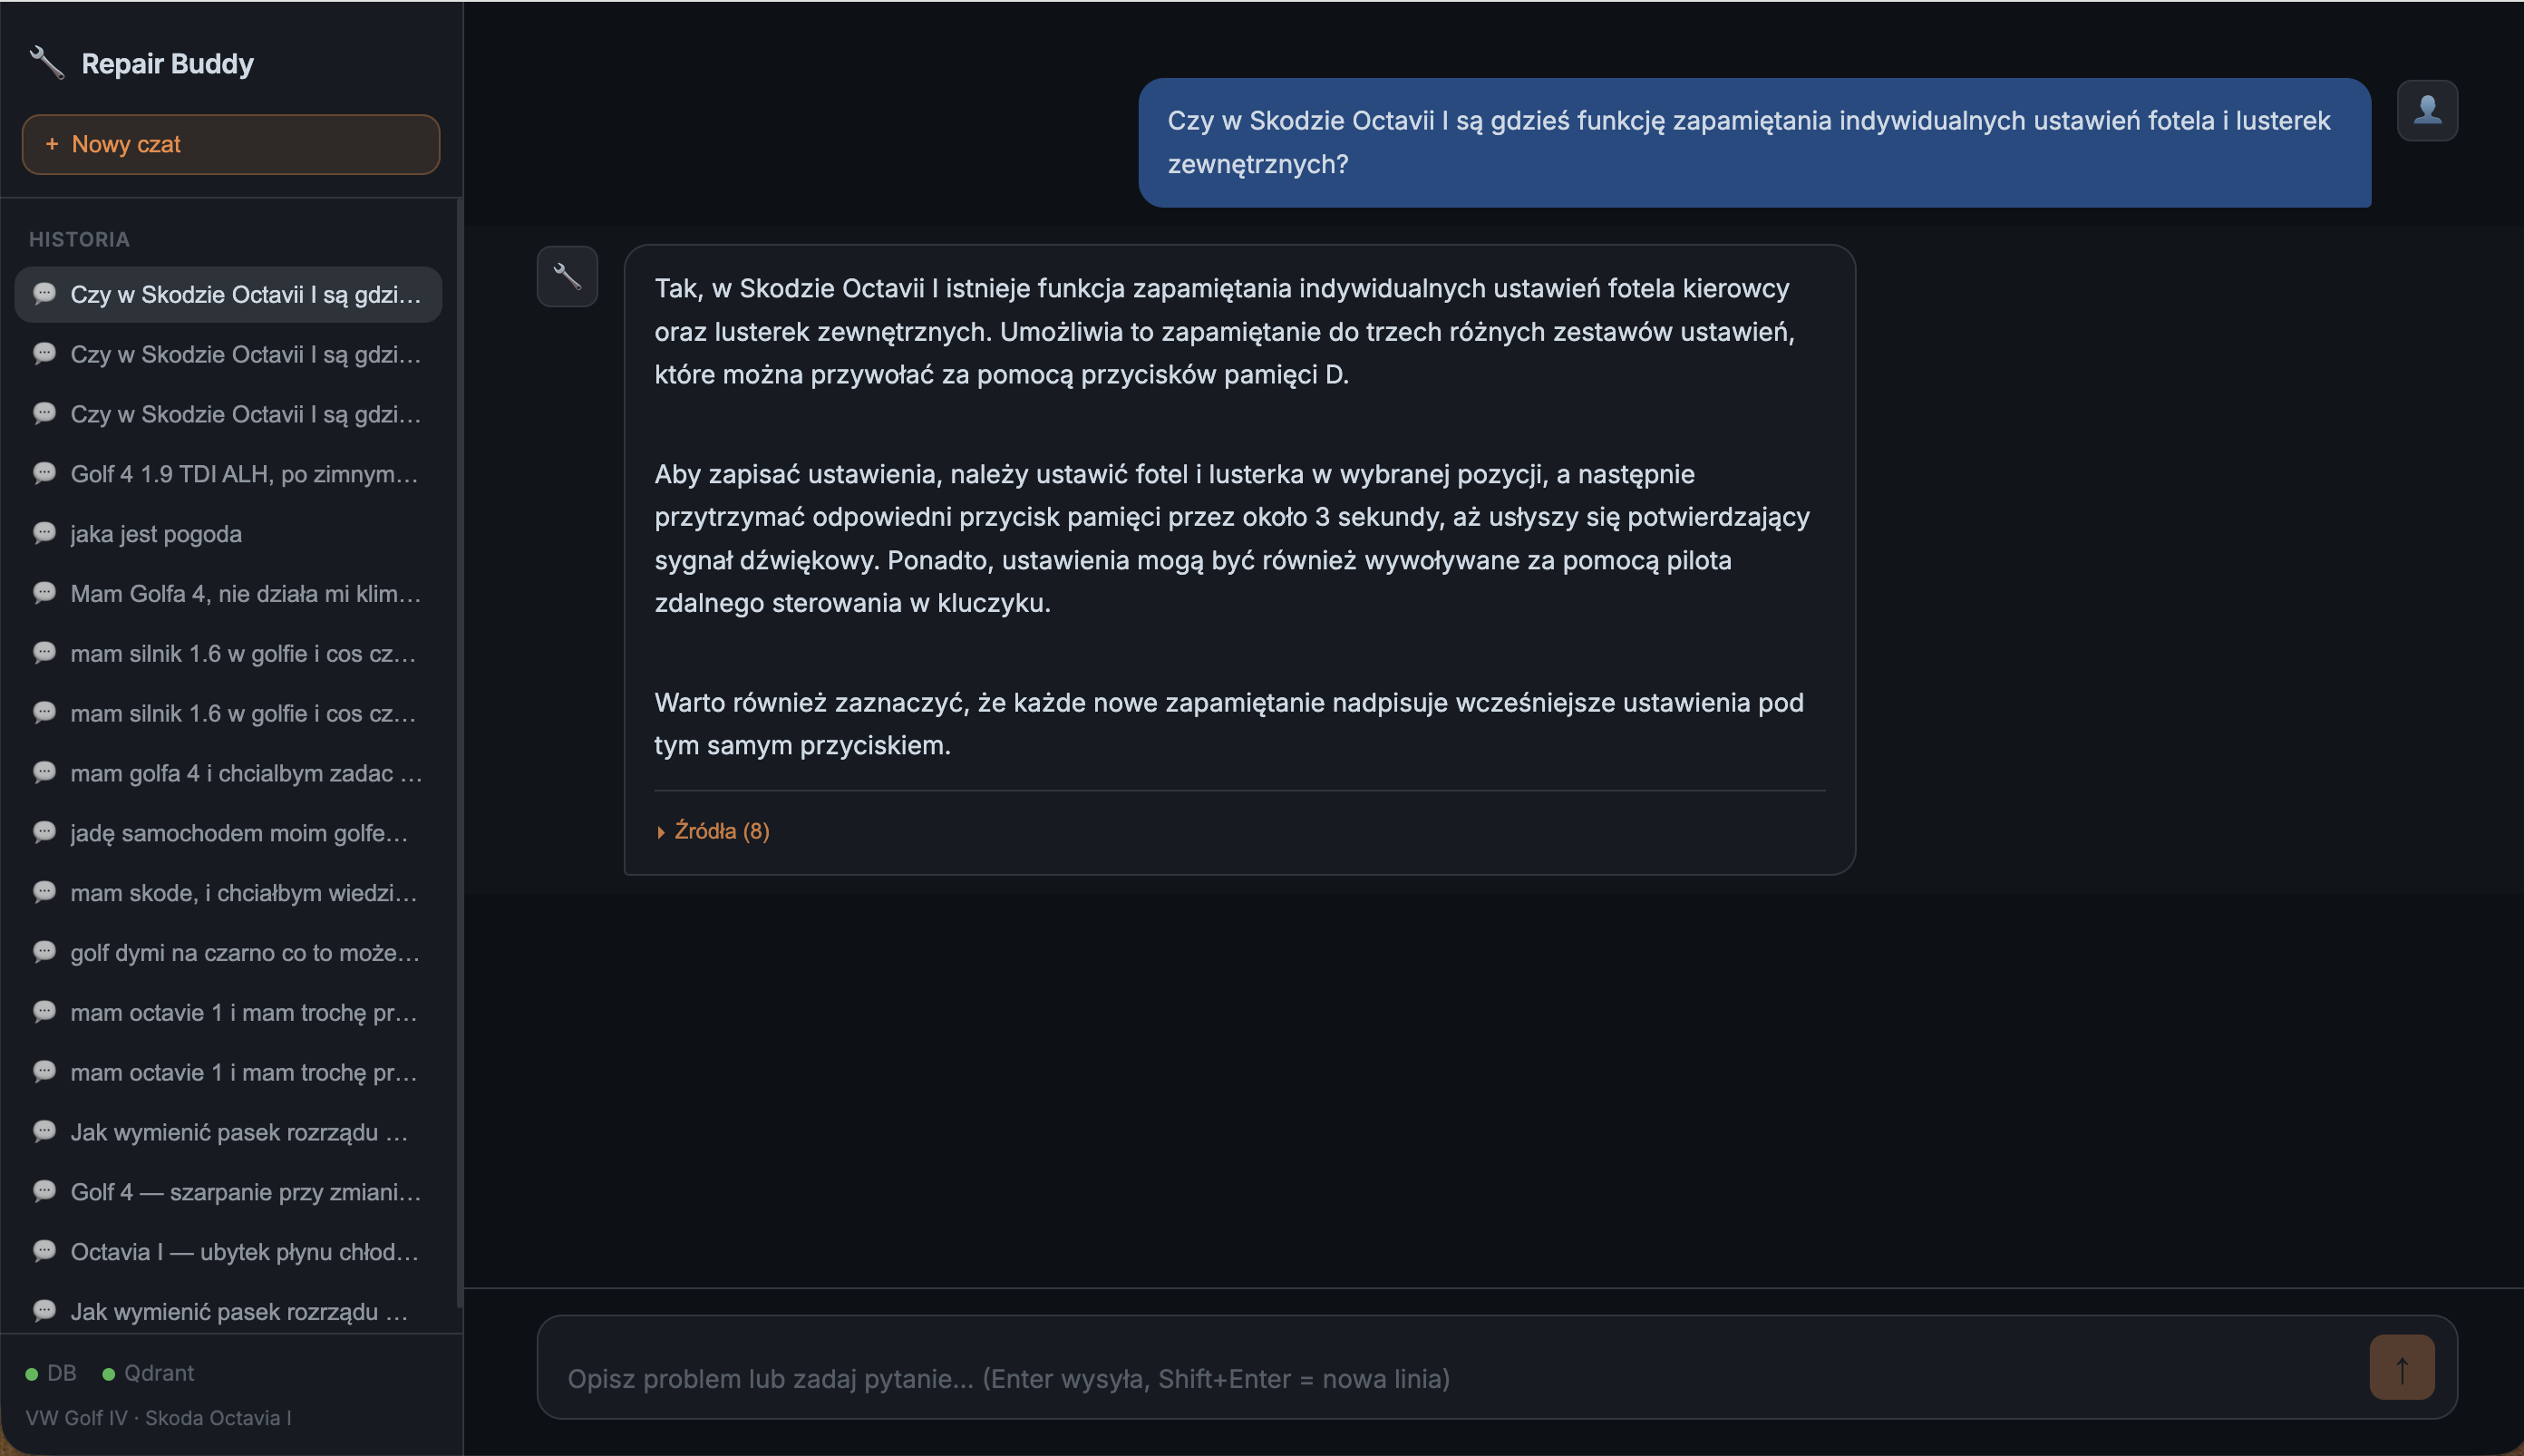 Repair Buddy
+ Nowy czat
HISTORIA
Czy w Skodzie Octavii I są gdzi...
Czy w Skodzie Octavii I są gdzi...
Czy w Skodzie Octavii I są gdzi...
Golf 4 1.9 TDI ALH, po zimnym...
jaka jest pogoda
Mam Golfa 4, nie działa mi klim...
mam silnik 1.6 w golfie i cos cz...
mam silnik 1.6 w golfie i cos cz...
mam golfa 4 i chcialbym zadac ...
jadę samochodem moim golfe...
mam skode, i chciałbym wiedzi...
golf dymi na czarno co to może...
mam octavie 1 i mam trochę pr...
mam octavie 1 i mam trochę pr...
Jak wymienić pasek rozrządu ...
Golf 4 — szarpanie przy zmiani...
Octavia I — ubytek płynu chłod...
Jak wymienić pasek rozrządu ...
DB Qdrant
VW Golf IV · Skoda Octavia I
Czy w Skodzie Octavii I są gdzieś funkcję zapamiętania indywidualnych ustawień fotela i lusterek
zewnętrznych?
Tak, w Skodzie Octavii I istnieje funkcja zapamiętania indywidualnych ustawień fotela kierowcy
oraz lusterek zewnętrznych. Umożliwia to zapamiętanie do trzech różnych zestawów ustawień,
które można przywołać za pomocą przycisków pamięci D.
Aby zapisać ustawienia, należy ustawić fotel i lusterka w wybranej pozycji, a następnie
przytrzymać odpowiedni przycisk pamięci przez około 3 sekundy, aż usłyszy się potwierdzający
sygnał dźwiękowy. Ponadto, ustawienia mogą być również wywoływane za pomocą pilota
zdalnego sterowania w kluczyku.
Warto również zaznaczyć, że każde nowe zapamiętanie nadpisuje wcześniejsze ustawienia pod
tym samym przyciskiem.
Źródła (8)
Opisz problem lub zadaj pytanie... (Enter wysyła, Shift+Enter = nowa linia)